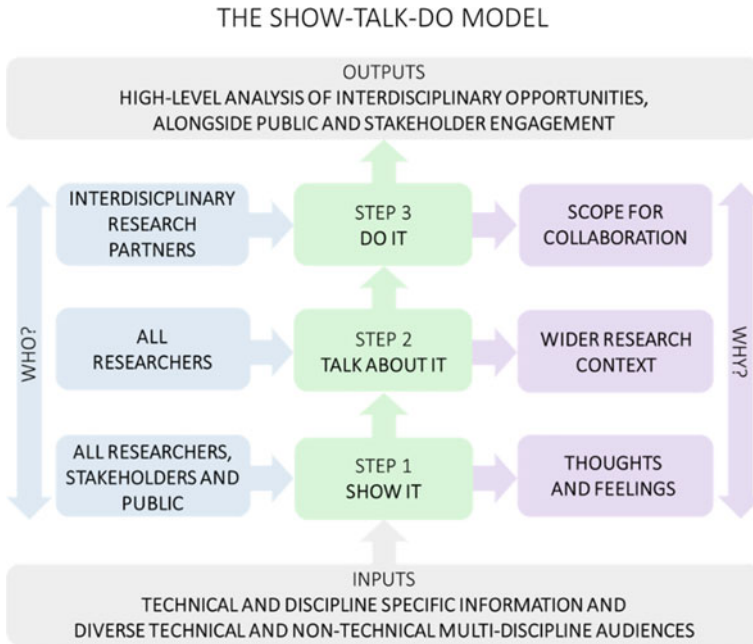 THE SHOW-TALK-DO MODEL
OUTPUTS
HIGH-LEVEL ANALYSIS OF INTERDISCIPLINARY OPPORTUNITIES,
ALONGSIDE PUBLIC AND STAKEHOLDER ENGAGEMENT
WHO?
INTERDISICPLINARY
RESEARCH
PARTNERS
STEP 3
DO IT
SCOPE FOR
COLLABORATION
ALL
RESEARCHERS
STEP 2
TALK ABOUT IT
WIDER RESEARCH
CONTEXT
ALL RESEARCHERS,
STAKEHOLDERS AND
PUBLIC
STEP 1
SHOW IT
THOUGHTS
AND FEELINGS
WHY?
INPUTS
TECHNICAL AND DISCIPLINE SPECIFIC INFORMATION AND
DIVERSE TECHNICAL AND NON-TECHNICAL MULTI-DISCIPLINE AUDIENCES